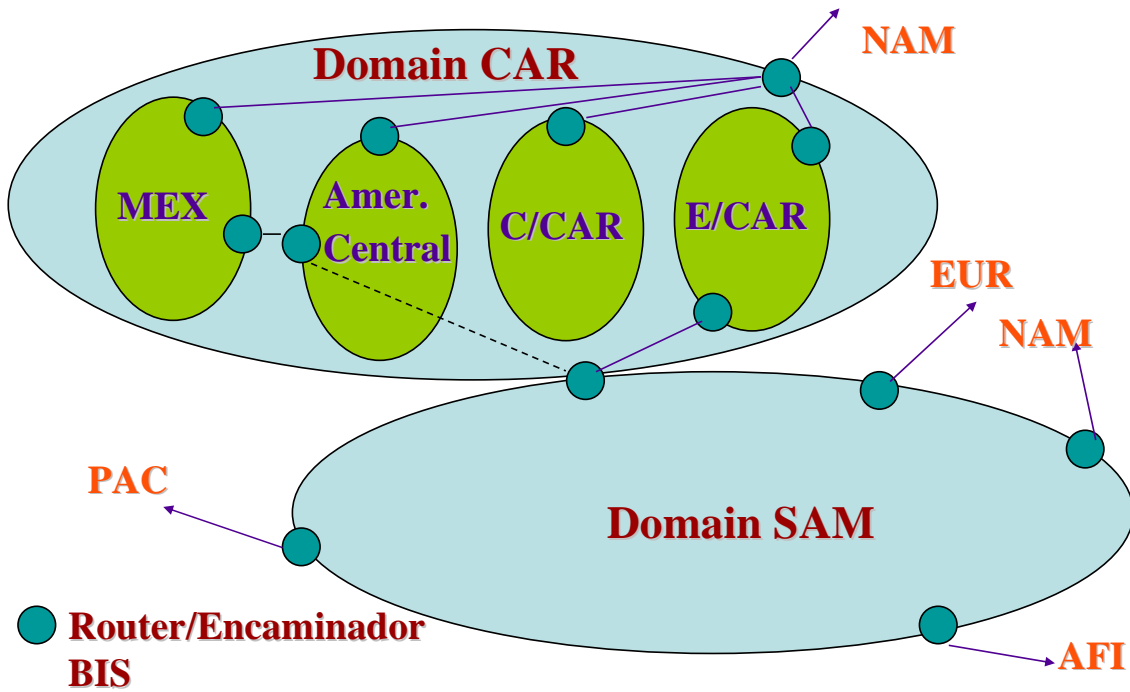 NAM
Domain CAR
MEX
Amer.
Central
C/CAR
E/CAR
EUR
NAM
PAC
Domain SAM
Router/Encaminador
BIS
AFI